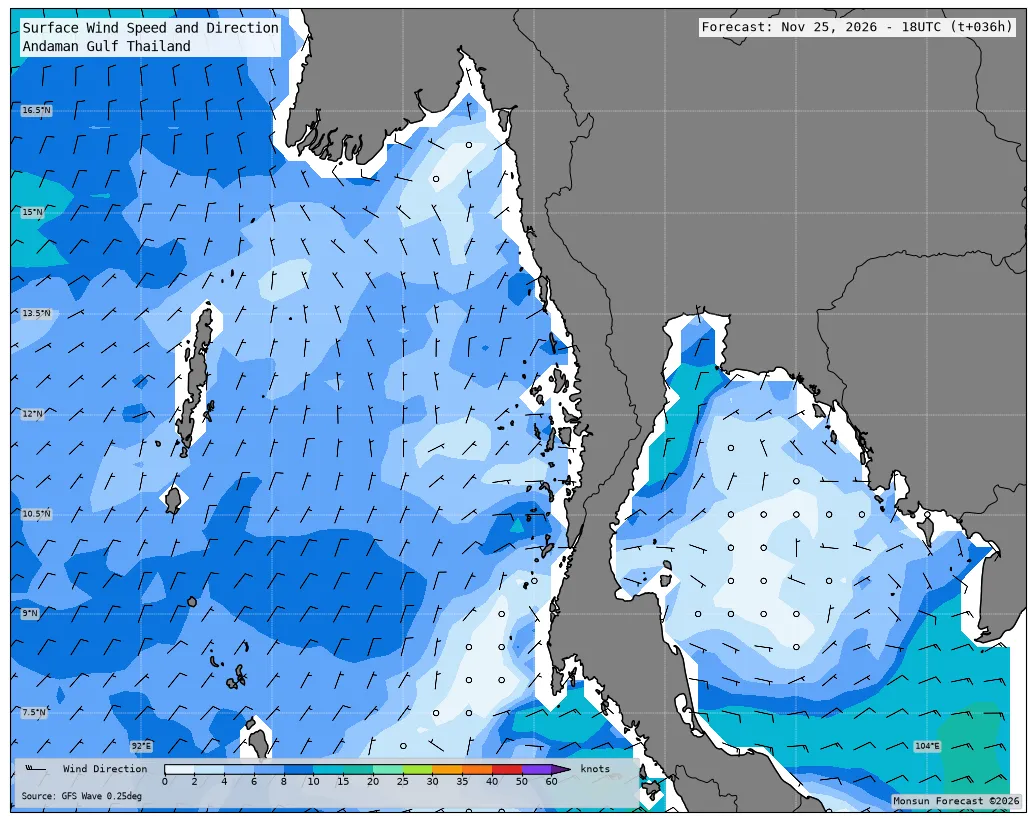 Surface Wind Speed and Direction
Andaman Gulf Thailand
Forecast: Nov 25, 2026 - 18UTC (t+036h)
16.5°N
15°N
13.5°N
12°N
10.5°N
9°N
7.5°N
92°E
104°E
Wind Direction
0 2 4 6 8 10 15 20 25 30 35 40 50 60
knots
Source: GFS Wave 0.25deg
Monsun Forecast ©2026